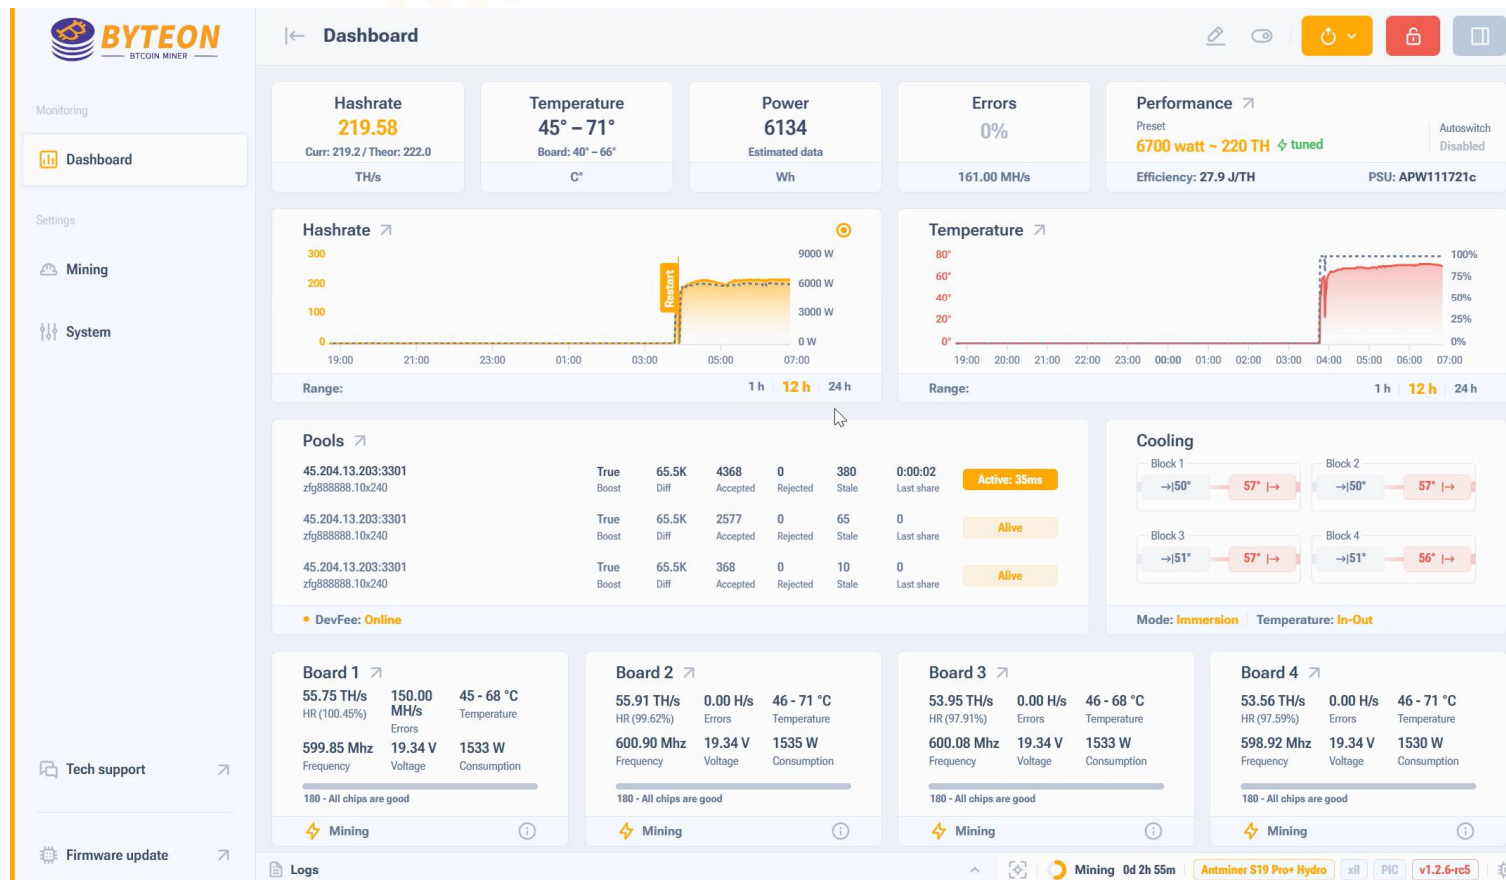 BYTEON
BTCOIN MINER
Dashboard
Monitoring
Dashboard
Settings
Mining
System
Tech support
Firmware update
Hashrate
219.58
Curr: 219.2 / Theor: 222.0
TH/s
Temperature
45° – 71°
Board: 40° – 66°
C°
Power
6134
Estimated data
Wh
Errors
0%
161.00 MH/s
Performance
Preset
6700 watt ~ 220 TH tuned
Autoswitch
Disabled
Efficiency: 27.9 J/TH PSU: APW111721c
Hashrate
300 9000 W
200 6000 W
100 3000 W
0 0 W
Restart
19:00 21:00 23:00 01:00 03:00 05:00 07:00
Range: 1 h 12 h 24 h
Temperature
80° 100%
60° 75%
40° 50%
20° 25%
0° 0%
19:00 20:00 21:00 22:00 23:00 00:00 01:00 02:00 03:00 04:00 05:00 06:00 07:00
Range: 1 h 12 h 24 h
Pools
45.204.13.203:3301 True 65.5K 4368 0 380 0:00:02 Active: 35ms
zfg888888.10x240 Boost Diff Accepted Rejected Stale Last share
45.204.13.203:3301 True 65.5K 2577 0 65 0 Alive
zfg888888.10x240 Boost Diff Accepted Rejected Stale Last share
45.204.13.203:3301 True 65.5K 368 0 10 0 Alive
zfg888888.10x240 Boost Diff Accepted Rejected Stale Last share
DevFee: Online
Cooling
Block 1 Block 2
50° 57° 50° 57°
Block 3 Block 4
51° 57° 51° 56°
Mode: Immersion Temperature: In-Out
Board 1
55.75 TH/s 150.00 MH/s 45 - 68 °C
HR (100.45%) Errors Temperature
599.85 Mhz 19.34 V 1533 W
Frequency Voltage Consumption
180 - All chips are good
Mining
Board 2
55.91 TH/s 0.00 H/s 46 - 71 °C
HR (99.62%) Errors Temperature
600.90 Mhz 19.34 V 1535 W
Frequency Voltage Consumption
180 - All chips are good
Mining
Board 3
53.95 TH/s 0.00 H/s 46 - 68 °C
HR (97.91%) Errors Temperature
600.08 Mhz 19.34 V 1533 W
Frequency Voltage Consumption
180 - All chips are good
Mining
Board 4
53.56 TH/s 0.00 H/s 46 - 71 °C
HR (97.59%) Errors Temperature
598.92 Mhz 19.34 V 1530 W
Frequency Voltage Consumption
180 - All chips are good
Mining
Logs Mining 0d 2h 55m Antminer S19 Pro+ Hydro xil PIC v1.2.6-rc5